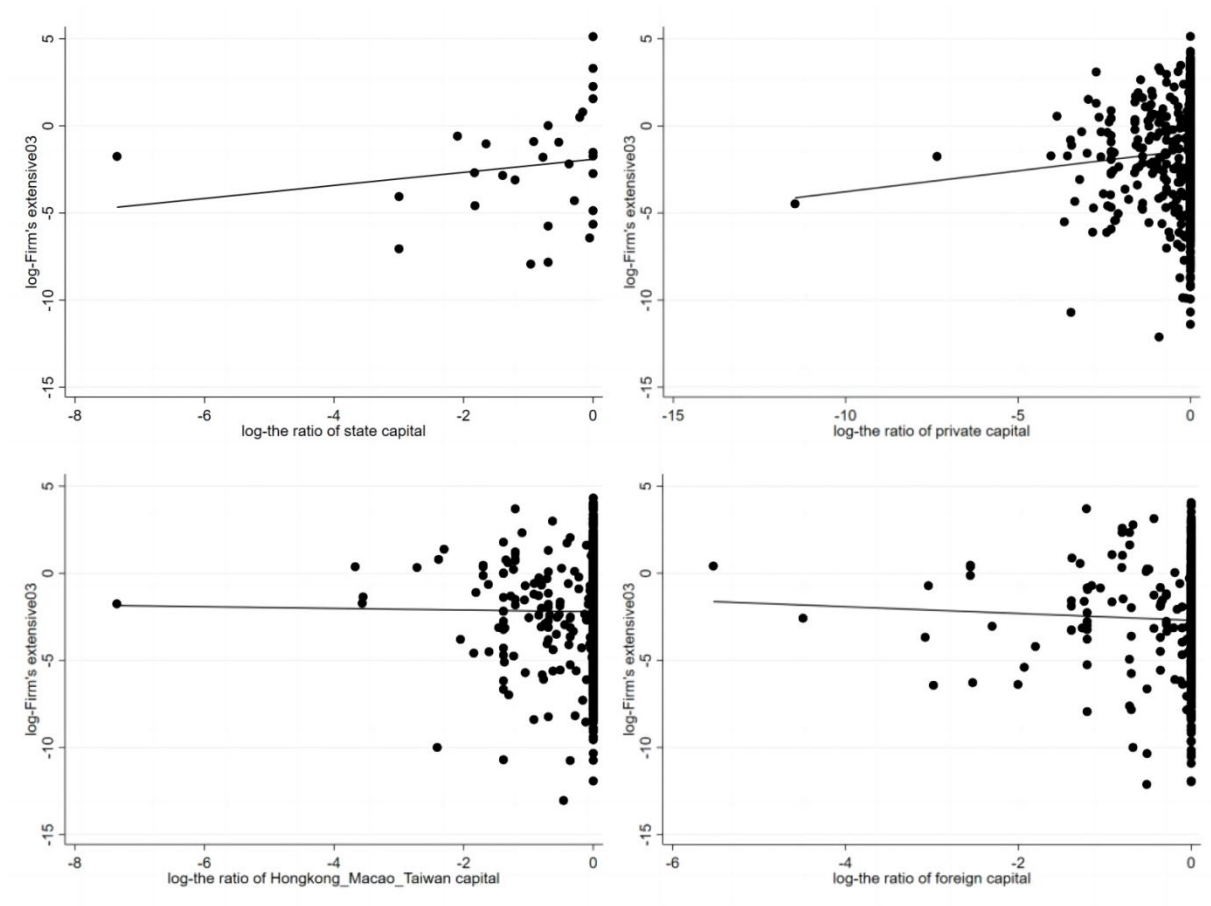 log-Firm's extensive03
5
0
-5
-10
-15
-8 -6 -4 -2 0
log-the ratio of state capital
log-Firm's extensive03
5
0
-5
-10
-15
-15 -10 -5 0
log-the ratio of private capital
log-Firm's extensive03
5
0
-5
-10
-15
-8 -6 -4 -2 0
log-the ratio of Hongkong_Macao_Taiwan capital
log-Firm's extensive03
5
0
-5
-10
-15
-6 -4 -2 0
log-the ratio of foreign capital